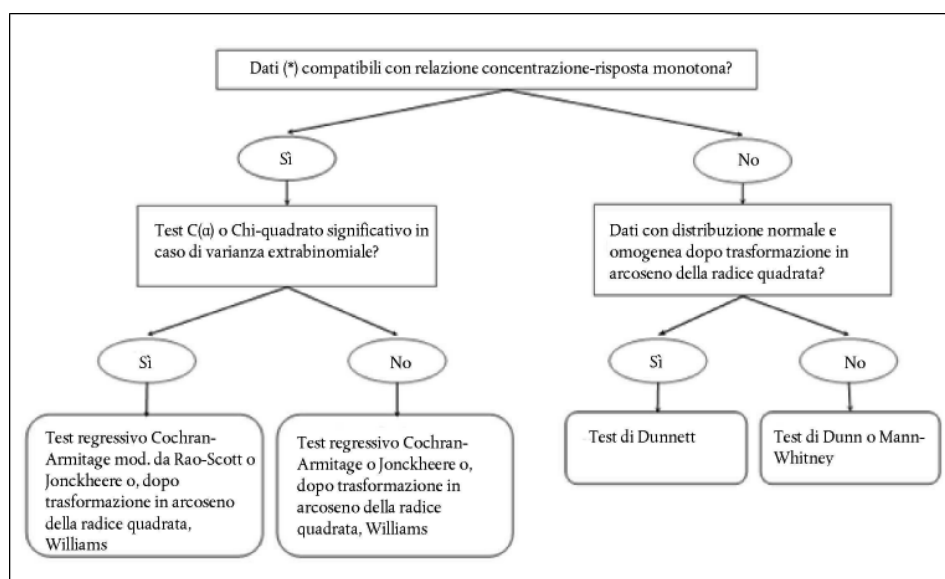 Dati (*) compatibili con relazione concentrazione-risposta monotona?
Sì
No
Test C(α) o Chi-quadrato significativo in
caso di varianza extrabinomiale?
Dati con distribuzione normale e
omogenea dopo trasformazione in
arcoseno della radice quadrata?
Sì
No
Sì
No
Test regressivo Cochran-
Armitage mod. da Rao-Scott o
Jonckheere o, dopo
trasformazione in arcoseno
della radice quadrata,
Williams
Test regressivo Cochran-
Armitage o Jonckheere o,
dopo trasformazione in
arcoseno della radice
quadrata, Williams
Test di Dunnett
Test di Dunn o Mann-
Whitney